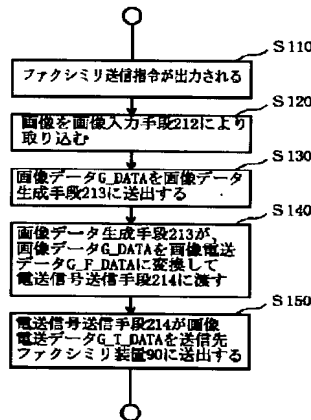 S110
ファクシミリ送信指令が出力される
S120
画像を画像入力手段212により
取り込む
S130
画像データG_DATAを画像データ
生成手段213に送出する
S140
画像データ生成手段213が、
画像データG_DATAを画像電送
データG_F_DATAに変換して
電送信号送信手段214に渡す
S150
電送信号送信手段214が画像
電送データG_T_DATAを送信先
ファクシミリ装置90に送出する